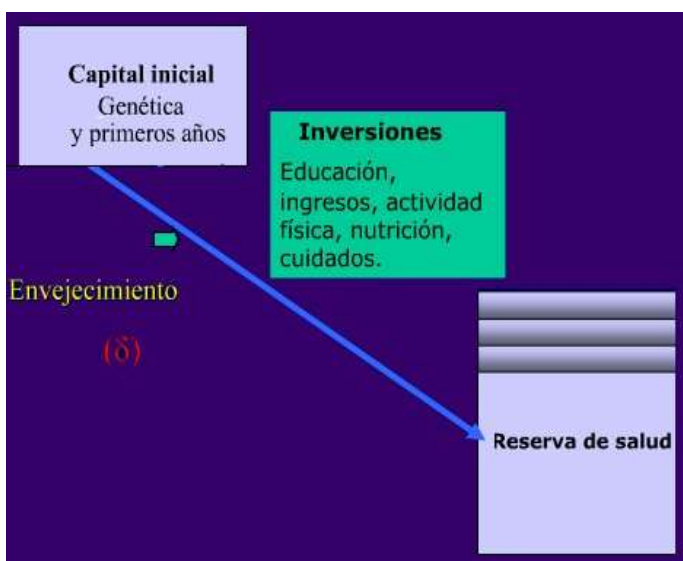 Capital inicial
Genética
y primeros años
Inversiones
Educación,
ingresos, actividad
física, nutrición,
cuidados.
Envejecimiento
(δ)
Reserva de salud